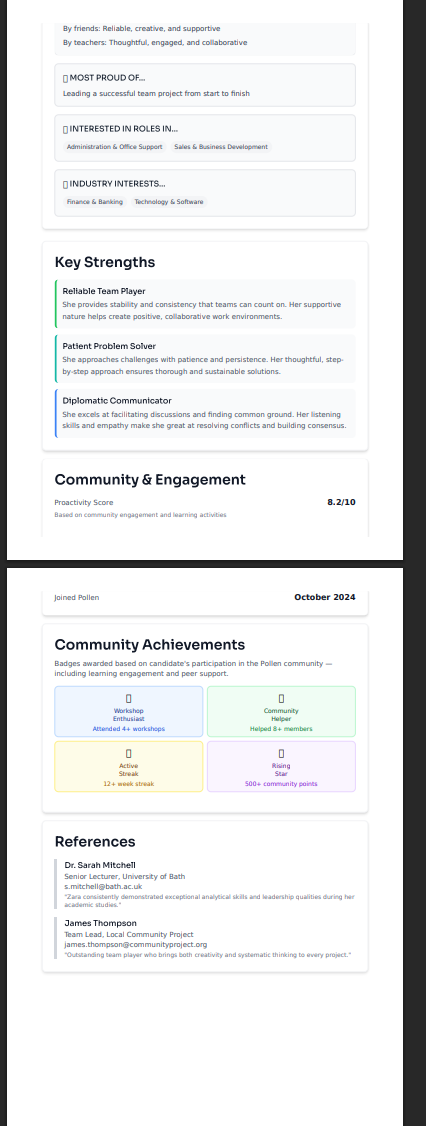 By friends: Reliable, creative, and supportive
By teachers: Thoughtful, engaged, and collaborative
MOST PROUD OF...
Leading a successful team project from start to finish
INTERESTED IN ROLES IN...
Administration & Office Support Sales & Business Development
INDUSTRY INTERESTS...
Finance & Banking Technology & Software
Key Strengths
Reliable Team Player
She provides stability and consistency that teams can count on. Her supportive
nature helps create positive, collaborative work environments.
Patient Problem Solver
She approaches challenges with patience and persistence. Her thoughtful, step-
by-step approach ensures thorough and sustainable solutions.
Diplomatic Communicator
She excels at facilitating discussions and finding common ground. Her listening
skills and empathy make she great at resolving conflicts and building consensus.
Community & Engagement
Proactivity Score 8.2/10
Based on community engagement and learning activities
Joined Pollen October 2024
Community Achievements
Badges awarded based on candidate's participation in the Pollen community —
including learning engagement and peer support.
Workshop
Enthusiast
Attended 4+ workshops
Community
Helper
Helped 8+ members
Active
Streak
12+ week streak
Rising
Star
500+ community points
References
Dr. Sarah Mitchell
Senior Lecturer, University of Bath
s.mitchell@bath.ac.uk
"Zara consistently demonstrated exceptional analytical skills and leadership qualities during her
academic studies."
James Thompson
Team Lead, Local Community Project
james.thompson@communityproject.org
"Outstanding team player who brings both creativity and systematic thinking to every project."